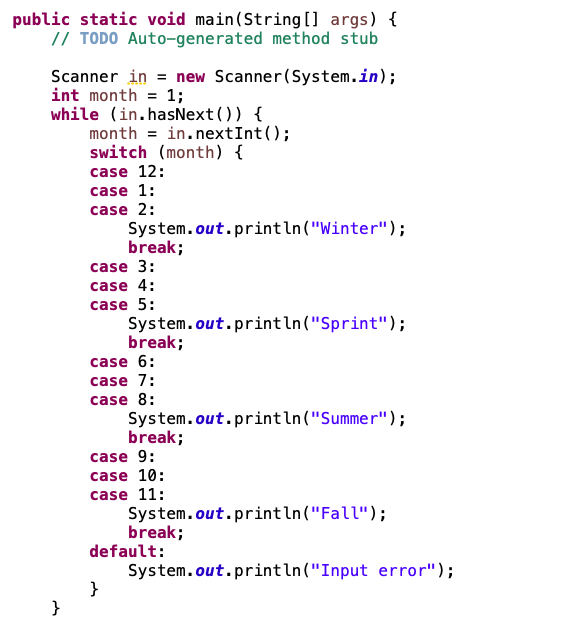 public static void main(String[] args) {
    // TODO Auto-generated method stub

    Scanner in = new Scanner(System.in);
    int month = 1;
    while (in.hasNext()) {
        month = in.nextInt();
        switch (month) {
        case 12:
        case 1:
        case 2:
            System.out.println("Winter");
            break;
        case 3:
        case 4:
        case 5:
            System.out.println("Sprint");
            break;
        case 6:
        case 7:
        case 8:
            System.out.println("Summer");
            break;
        case 9:
        case 10:
        case 11:
            System.out.println("Fall");
            break;
        default:
            System.out.println("Input error");
        }
    }